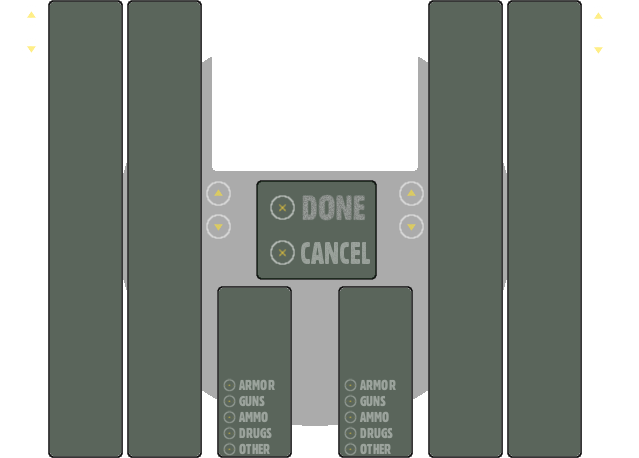 DONE
CANCEL
ARMOR
GUNS
AMMO
DRUGS
OTHER
ARMOR
GUNS
AMMO
DRUGS
OTHER